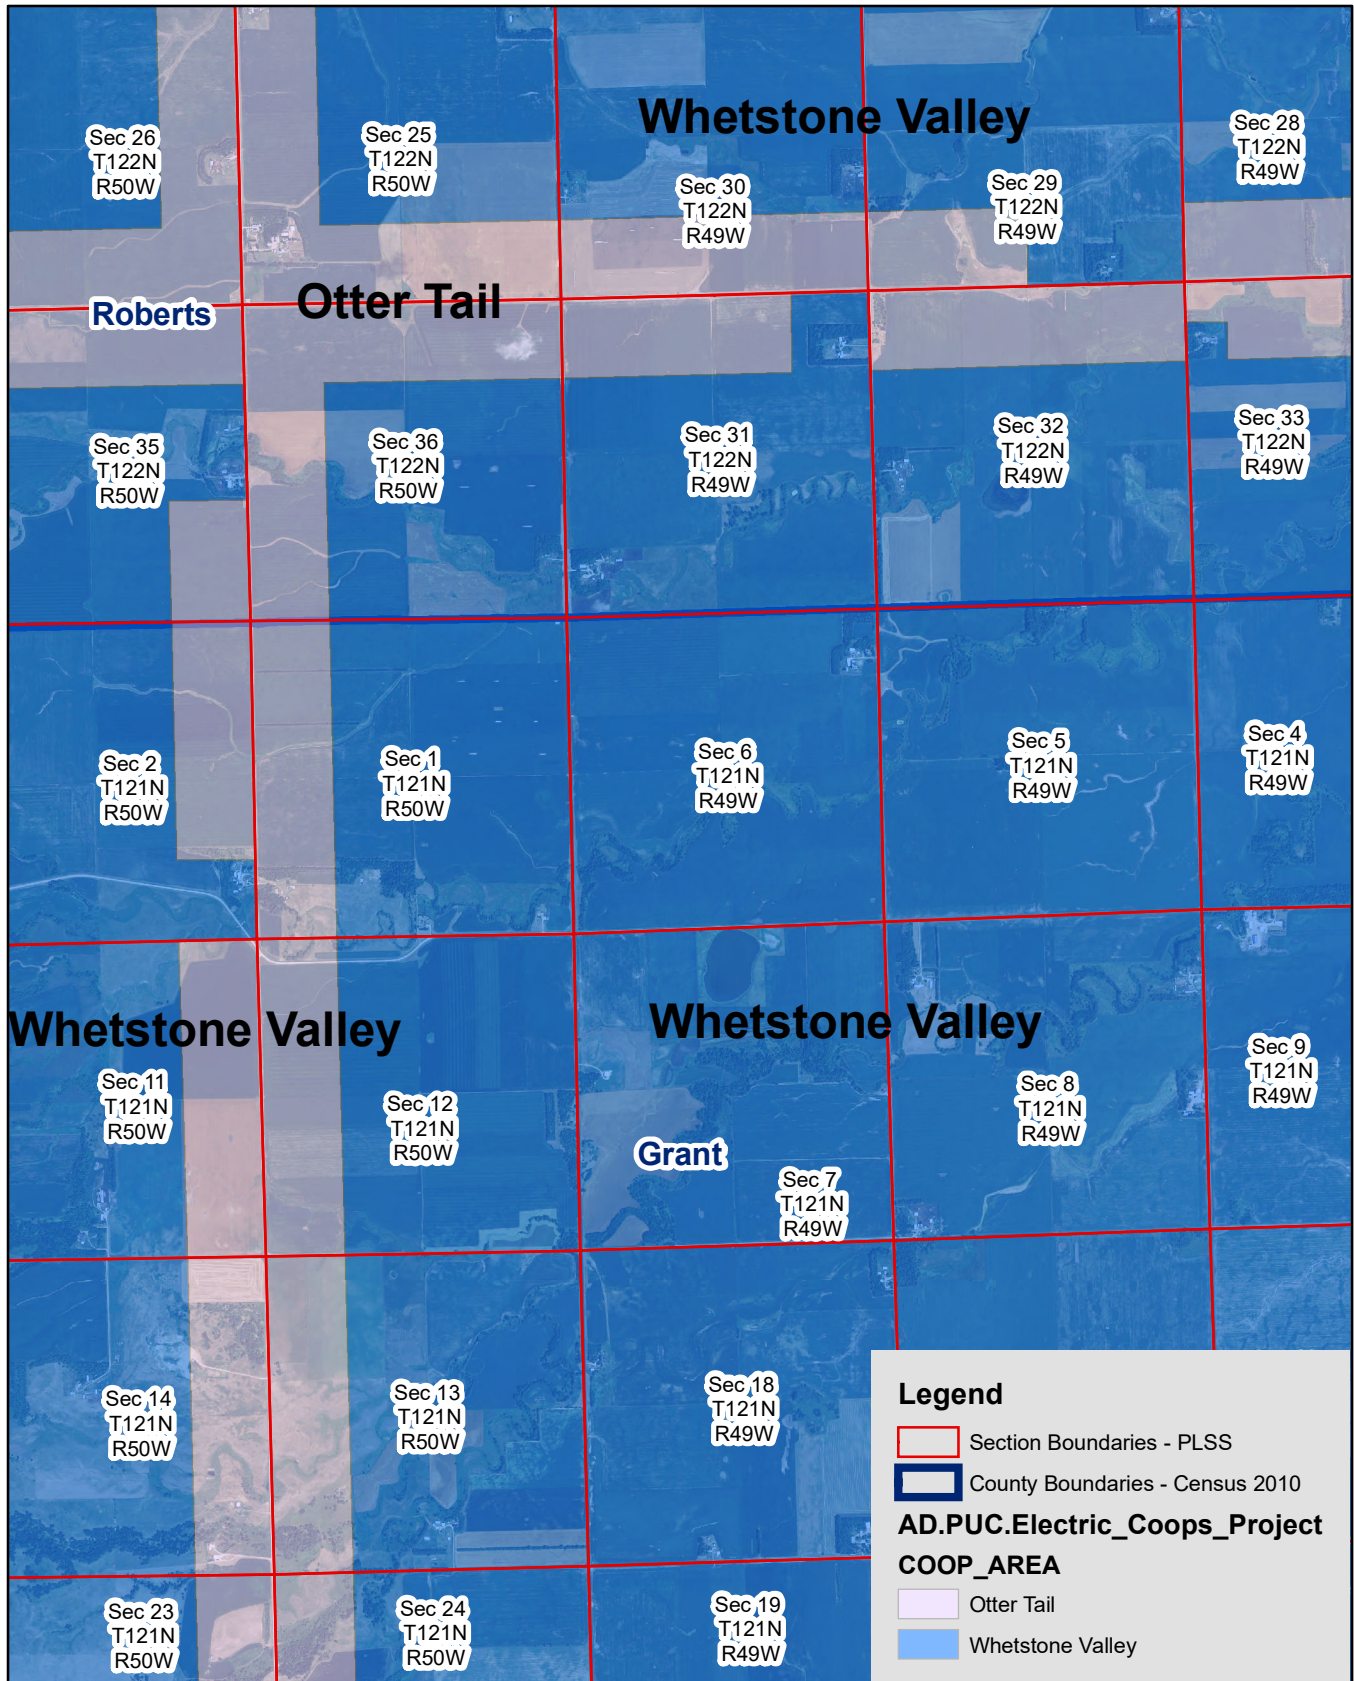 Whetstone Valley
Sec 26
T122N
R50W
Sec 25
T122N
R50W
Sec 30
T122N
R49W
Sec 29
T122N
R49W
Sec 28
T122N
R49W
Roberts
Otter Tail
Sec 35
T122N
R50W
Sec 36
T122N
R50W
Sec 31
T122N
R49W
Sec 32
T122N
R49W
Sec 33
T122N
R49W
Sec 2
T121N
R50W
Sec 1
T121N
R50W
Sec 6
T121N
R49W
Sec 5
T121N
R49W
Sec 4
T121N
R49W
Whetstone Valley
Whetstone Valley
Sec 11
T121N
R50W
Sec 12
T121N
R50W
Grant
Sec 7
T121N
R49W
Sec 8
T121N
R49W
Sec 9
T121N
R49W
Sec 14
T121N
R50W
Sec 13
T121N
R50W
Sec 18
T121N
R49W
Sec 23
T121N
R50W
Sec 24
T121N
R50W
Sec 19
T121N
R49W
Legend
Section Boundaries - PLSS
County Boundaries - Census 2010
AD.PUC.Electric_Coops_Project
COOP_AREA
Otter Tail
Whetstone Valley